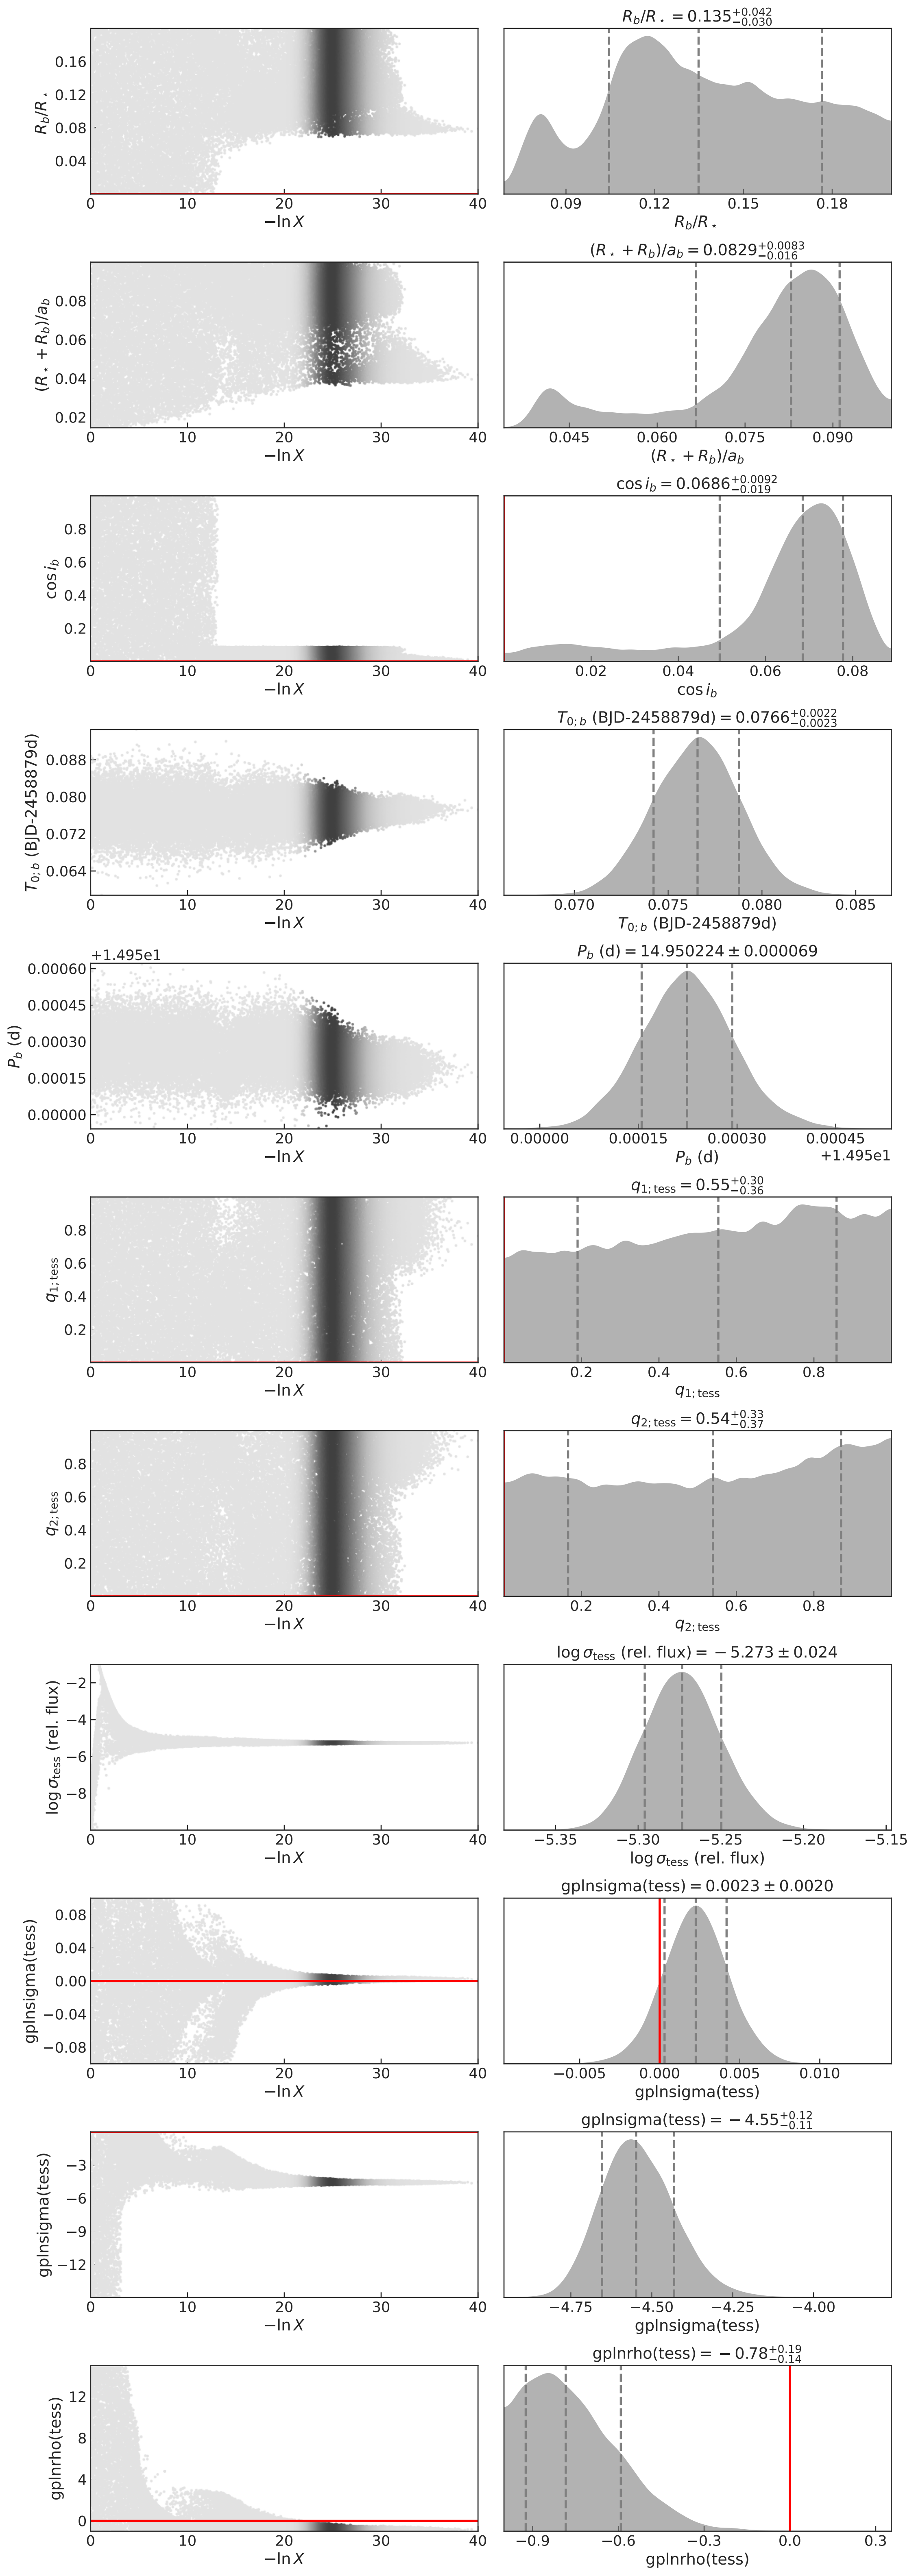 R_b/R⋆ = 0.135^{+0.042}_{−0.030}
R_b/R⋆
0.16
0.12
0.08
0.04
0 10 20 30 40
−ln X
0.09 0.12 0.15 0.18
R_b/R⋆
(R⋆ + R_b)/a_b = 0.0829^{+0.0083}_{−0.016}
(R⋆ + R_b)/a_b
0.08
0.06
0.04
0.02
0 10 20 30 40
−ln X
0.045 0.060 0.075 0.090
(R⋆ + R_b)/a_b
cos i_b = 0.0686^{+0.0092}_{−0.019}
cos i_b
0.8
0.6
0.4
0.2
0 10 20 30 40
−ln X
0.02 0.04 0.06 0.08
cos i_b
T_{0;b} (BJD-2458879d) = 0.0766^{+0.0022}_{−0.0023}
T_{0;b} (BJD-2458879d)
0.088
0.080
0.072
0.064
0 10 20 30 40
−ln X
0.070 0.075 0.080 0.085
T_{0;b} (BJD-2458879d)
+1.495e1
P_b (d) = 14.950224 ± 0.000069
P_b (d)
0.00060
0.00045
0.00030
0.00015
0.00000
0 10 20 30 40
−ln X
0.00000 0.00015 0.00030 0.00045
P_b (d)
+1.495e1
q_{1;tess} = 0.55^{+0.30}_{−0.36}
q_{1;tess}
0.8
0.6
0.4
0.2
0 10 20 30 40
−ln X
0.2 0.4 0.6 0.8
q_{1;tess}
q_{2;tess} = 0.54^{+0.33}_{−0.37}
q_{2;tess}
0.8
0.6
0.4
0.2
0 10 20 30 40
−ln X
0.2 0.4 0.6 0.8
q_{2;tess}
log σ_tess (rel. flux) = −5.273 ± 0.024
log σ_tess (rel. flux)
−2
−4
−6
−8
0 10 20 30 40
−ln X
−5.35 −5.30 −5.25 −5.20 −5.15
log σ_tess (rel. flux)
gplnsigma(tess) = 0.0023 ± 0.0020
gplnsigma(tess)
0.08
0.04
0.00
−0.04
−0.08
0 10 20 30 40
−ln X
−0.005 0.000 0.005 0.010
gplnsigma(tess)
gplnsigma(tess) = −4.55^{+0.12}_{−0.11}
gplnsigma(tess)
−3
−6
−9
−12
0 10 20 30 40
−ln X
−4.75 −4.50 −4.25 −4.00
gplnsigma(tess)
gplnrho(tess) = −0.78^{+0.19}_{−0.14}
gplnrho(tess)
12
8
4
0
0 10 20 30 40
−ln X
−0.9 −0.6 −0.3 0.0 0.3
gplnrho(tess)